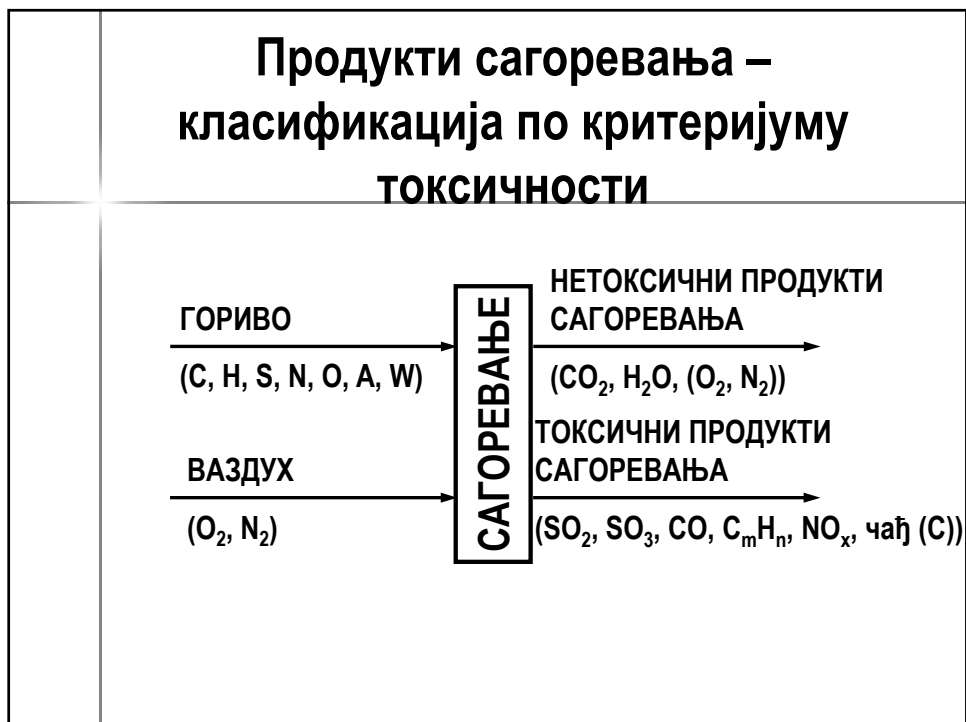 Продукти сагоревања –
класификација по критеријуму
токсичности
ГОРИВО
(C, H, S, N, O, A, W)
ВАЗДУХ
(O₂, N₂)
САГОРЕВАЊЕ
НЕТОКСИЧНИ ПРОДУКТИ
САГОРЕВАЊА
(CO₂, H₂O, (O₂, N₂))
ТОКСИЧНИ ПРОДУКТИ
САГОРЕВАЊА
(SO₂, SO₃, CO, CₘHₙ, NOₓ, чађ (C))